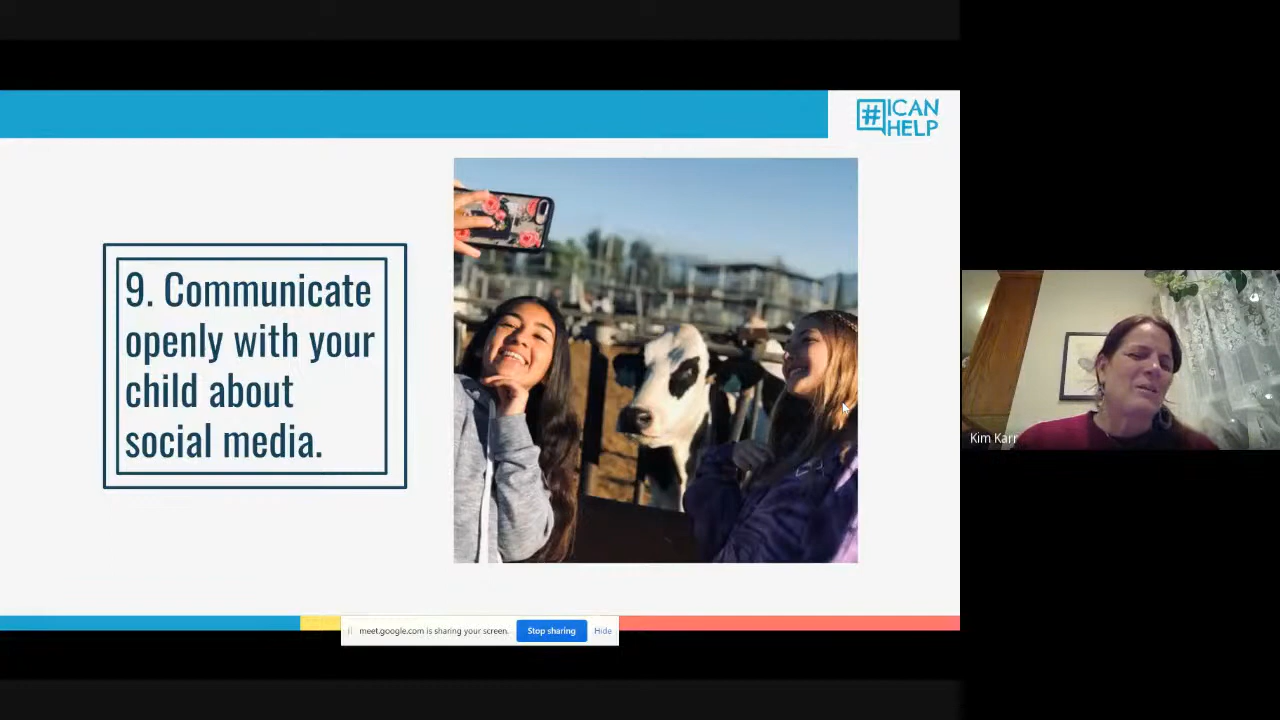 #ICAN
HELP
9. Communicate
openly with your
child about
social media.
Kim Karr
meet.google.com is sharing your screen.
Stop sharing
Hide